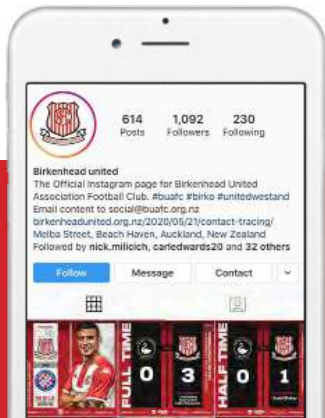 614 1,092 230
Posts Followers Following
Birkenhead united
The Official Instagram page for Birkenhead United
Association Football Club. #buafc #birko #unitedwestand
Email content to social@buafc.org.nz
birkenheadunited.org.nz/2020/05/21/contact-tracing/
Melba Street, Beach Haven, Auckland, New Zealand
Followed by nick.milicich, carledwards20 and 32 others
Follow Message Contact
FULL TIME 0 3 HALF TIME 0 1